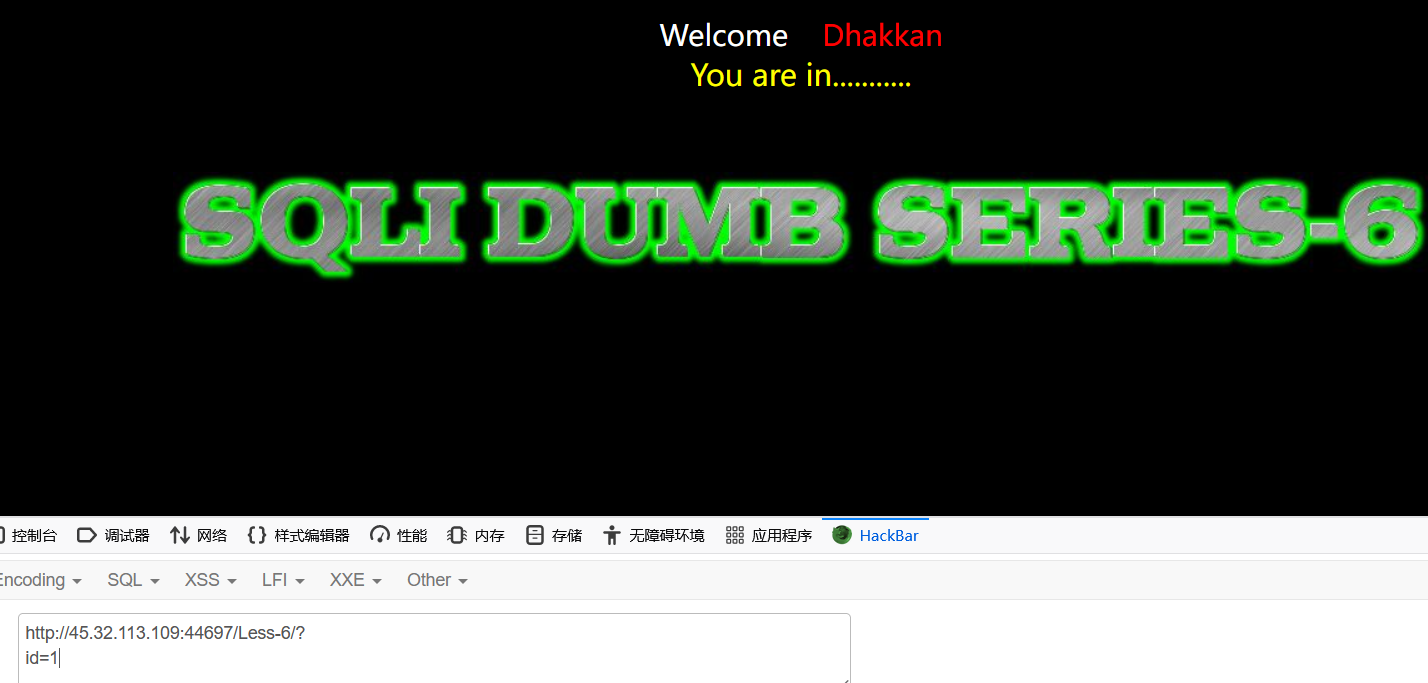 Welcome Dhakkan
You are in...........
SQLI DUMB SERIES-6
控制台 调试器 网络 样式编辑器 性能 内存 存储 无障碍环境 应用程序 HackBar
Encoding SQL XSS LFI XXE Other
http://45.32.113.109:44697/Less-6/?
id=1